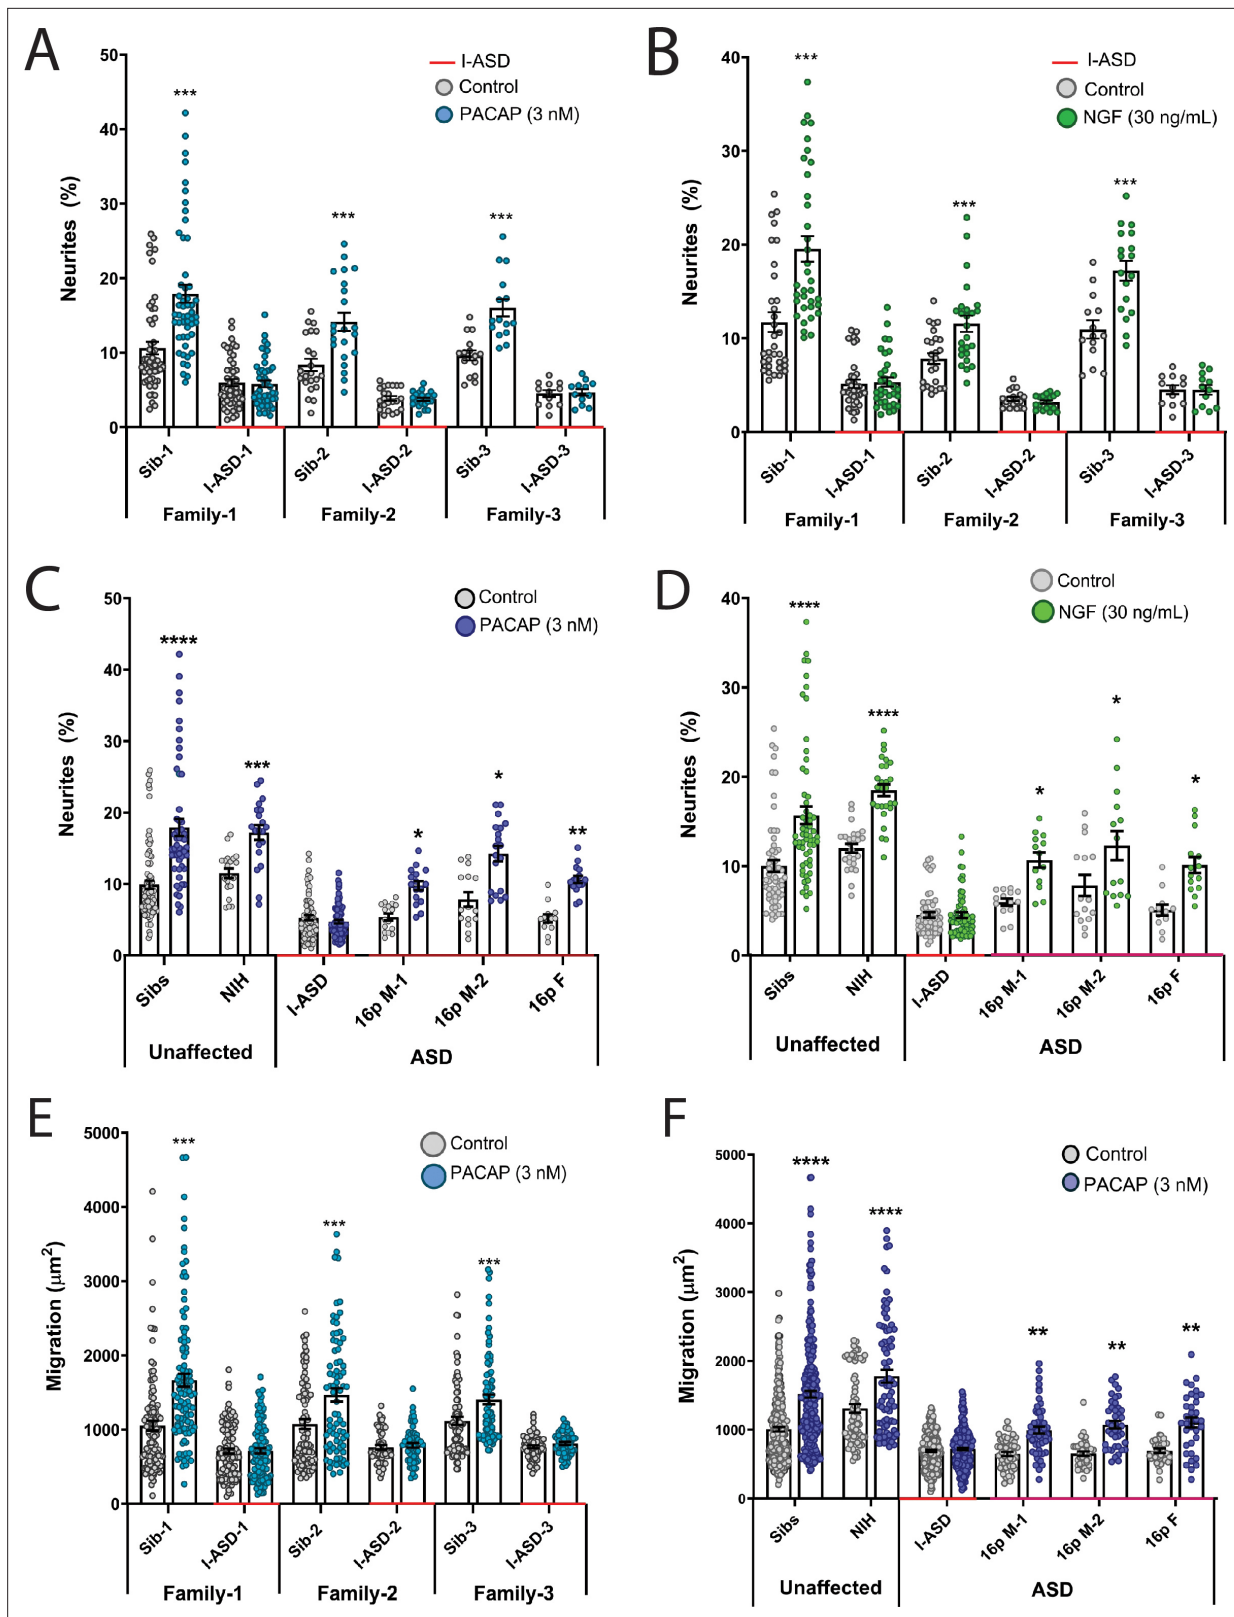 A
50
40
30
20
10
0
Neurites (%)
I-ASD
Control
PACAP (3 nM)
***
***
***
Sib-1
I-ASD-1
Sib-2
I-ASD-2
Sib-3
I-ASD-3
Family-1
Family-2
Family-3
B
40
30
20
10
0
Neurites (%)
I-ASD
Control
NGF (30 ng/mL)
***
***
***
Sib-1
I-ASD-1
Sib-2
I-ASD-2
Sib-3
I-ASD-3
Family-1
Family-2
Family-3
C
50
40
30
20
10
0
Neurites (%)
Control
PACAP (3 nM)
****
***
*
*
**
Sibs
NIH
I-ASD
16p M-1
16p M-2
16p F
Unaffected
ASD
D
40
30
20
10
0
Neurites (%)
Control
NGF (30 ng/mL)
****
****
*
*
*
Sibs
NIH
I-ASD
16p M-1
16p M-2
16p F
Unaffected
ASD
E
5000
4000
3000
2000
1000
0
Migration (μm²)
Control
PACAP (3 nM)
***
***
***
Sib-1
I-ASD-1
Sib-2
I-ASD-2
Sib-3
I-ASD-3
Family-1
Family-2
Family-3
F
5000
4000
3000
2000
1000
0
Migration (μm²)
Control
PACAP (3 nM)
****
****
**
**
**
Sibs
NIH
I-ASD
16p M-1
16p M-2
16p F
Unaffected
ASD